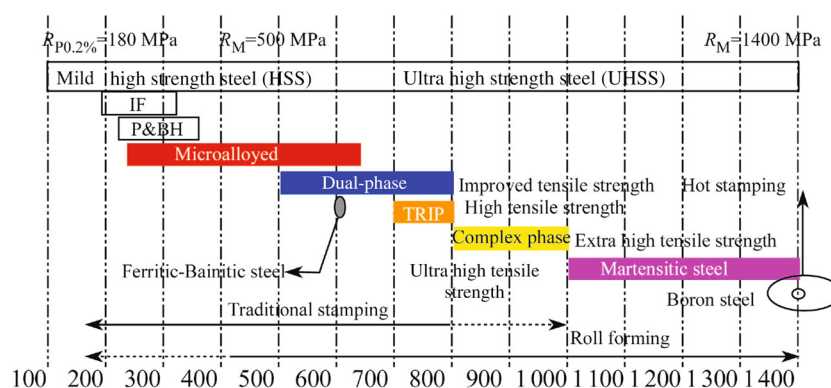 R_P0.2%=180 MPa R_M=500 MPa R_M=1400 MPa
Mild high strength steel (HSS) Ultra high strength steel (UHSS)
IF
P&BH
Microalloyed
Dual-phase Improved tensile strength Hot stamping
TRIP High tensile strength
Complex phase Extra high tensile strength
Ferritic-Bainitic steel Ultra high tensile Martensitic steel
strength
Boron steel
Traditional stamping
Roll forming
100 200 300 400 500 600 700 800 900 1 000 1 100 1 200 1 300 1 400